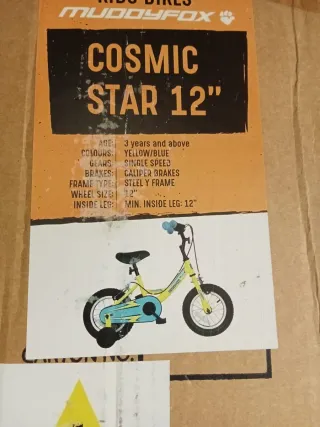 KIDS BIKES
MUDDYFOX
COSMIC
STAR 12"
AGE: 3 years and above
COLOURS: YELLOW/BLUE
GEARS: SINGLE SPEED
BRAKES: CALIPER BRAKES
FRAME TYPE: STEEL Y FRAME
WHEEL SIZE: 12"
INSIDE LEG: MIN. INSIDE LEG: 12"
CARTON NO.